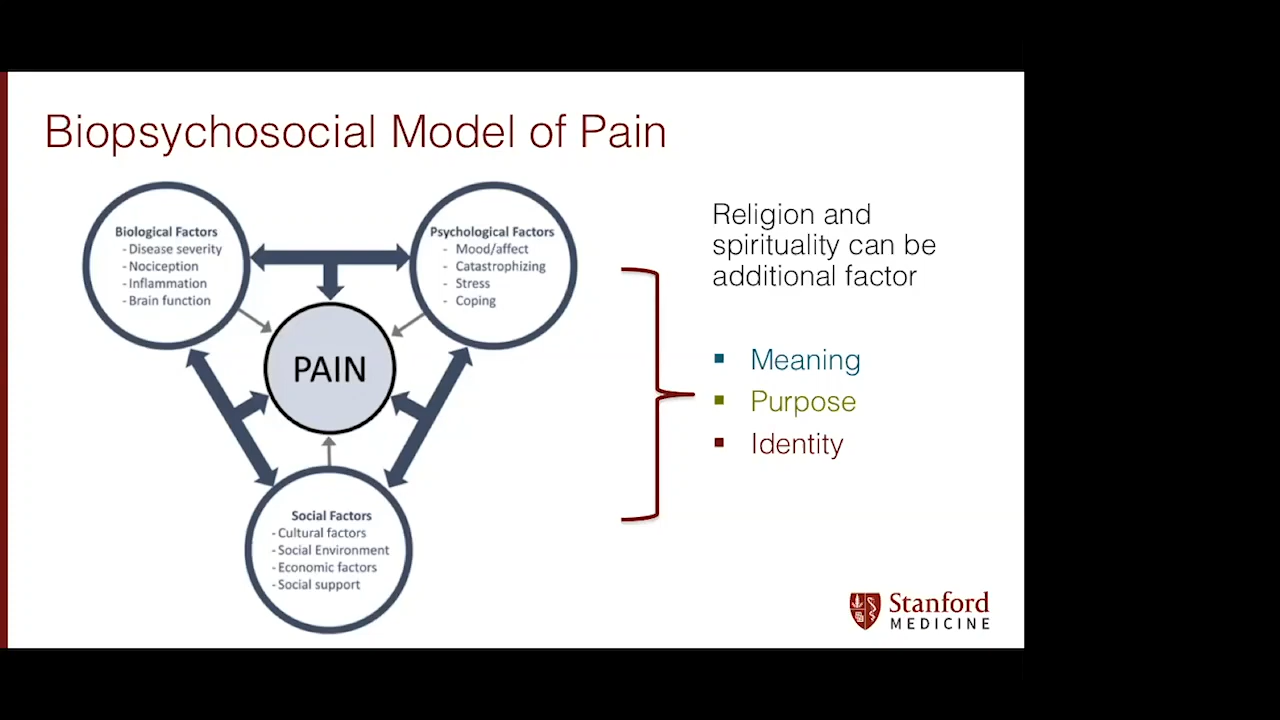 Biopsychosocial Model of Pain
Biological Factors
- Disease severity
- Nociception
- Inflammation
- Brain function
Psychological Factors
- Mood/affect
- Catastrophizing
- Stress
- Coping
PAIN
Social Factors
- Cultural factors
- Social Environment
- Economic factors
- Social support
Religion and
spirituality can be
additional factor
▪ Meaning
▪ Purpose
▪ Identity
Stanford
MEDICINE